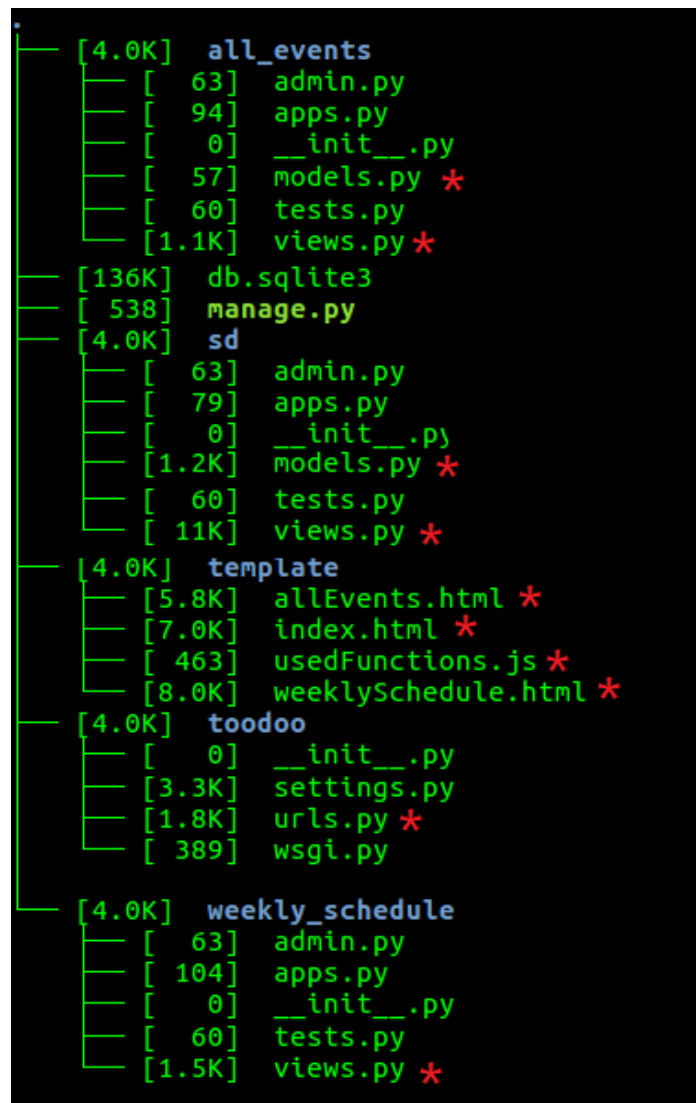 .
├── [4.0K]  all_events
│   ├── [  63]  admin.py
│   ├── [  94]  apps.py
│   ├── [   0]  __init__.py
│   ├── [  57]  models.py *
│   ├── [  60]  tests.py
│   └── [1.1K]  views.py *
├── [136K]  db.sqlite3
├── [ 538]  manage.py
├── [4.0K]  sd
│   ├── [  63]  admin.py
│   ├── [  79]  apps.py
│   ├── [   0]  __init__.py
│   ├── [1.2K]  models.py *
│   ├── [  60]  tests.py
│   └── [ 11K]  views.py *
├── [4.0K]  template
│   ├── [5.8K]  allEvents.html *
│   ├── [7.0K]  index.html *
│   ├── [ 463]  usedFunctions.js *
│   └── [8.0K]  weeklySchedule.html *
├── [4.0K]  toodoo
│   ├── [   0]  __init__.py
│   ├── [3.3K]  settings.py
│   ├── [1.8K]  urls.py *
│   └── [ 389]  wsgi.py
└── [4.0K]  weekly_schedule
    ├── [  63]  admin.py
    ├── [ 104]  apps.py
    ├── [   0]  __init__.py
    ├── [  60]  tests.py
    └── [1.5K]  views.py *